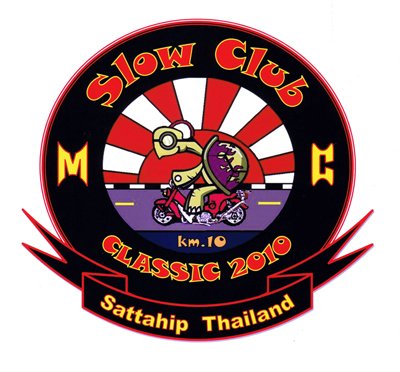 Slow Club
M C
km.10
CLASSIC 2010
Sattahip Thailand